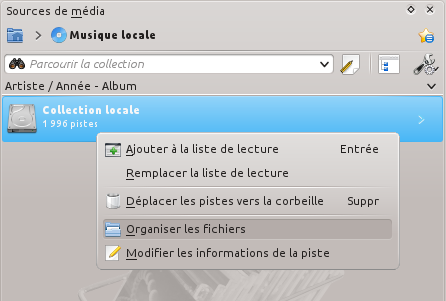 Sources de média
Musique locale
Parcourir la collection
Artiste / Année - Album
Collection locale
1 996 pistes
Ajouter à la liste de lecture Entrée
Remplacer la liste de lecture
Déplacer les pistes vers la corbeille Suppr
Organiser les fichiers
Modifier les informations de la piste